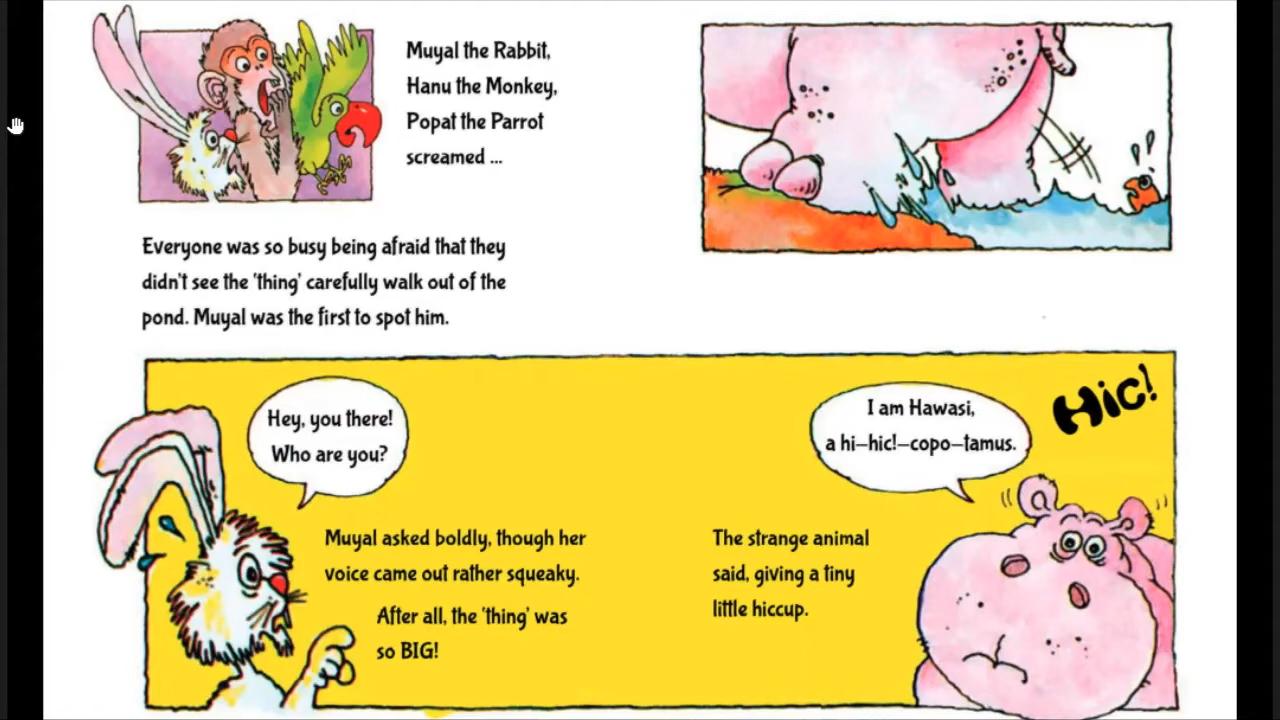 Muyal the Rabbit,
Hanu the Monkey,
Popat the Parrot
screamed ...
Everyone was so busy being afraid that they
didn't see the 'thing' carefully walk out of the
pond. Muyal was the first to spot him.
Hey, you there!
Who are you?
Muyal asked boldly, though her
voice came out rather squeaky.
After all, the 'thing' was
so BIG!
I am Hawasi,
a hi–hic!–copo–tamus.
Hic!
The strange animal
said, giving a tiny
little hiccup.